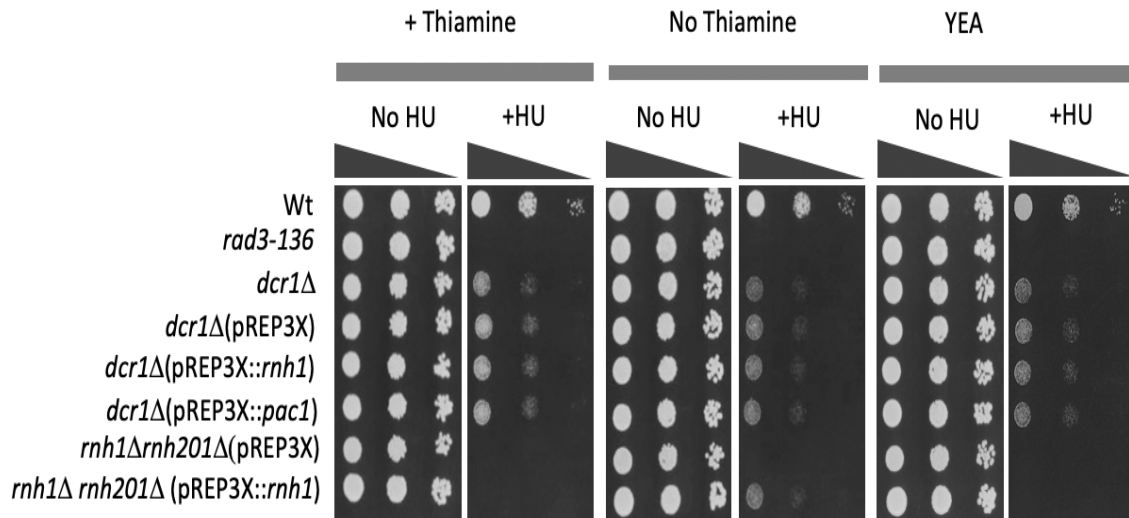 + Thiamine No Thiamine YEA
No HU +HU No HU +HU No HU +HU
Wt
rad3-136
dcr1Δ
dcr1Δ(pREP3X)
dcr1Δ(pREP3X::rnh1)
dcr1Δ(pREP3X::pac1)
rnh1Δrnh201Δ(pREP3X)
rnh1Δ rnh201Δ (pREP3X::rnh1)